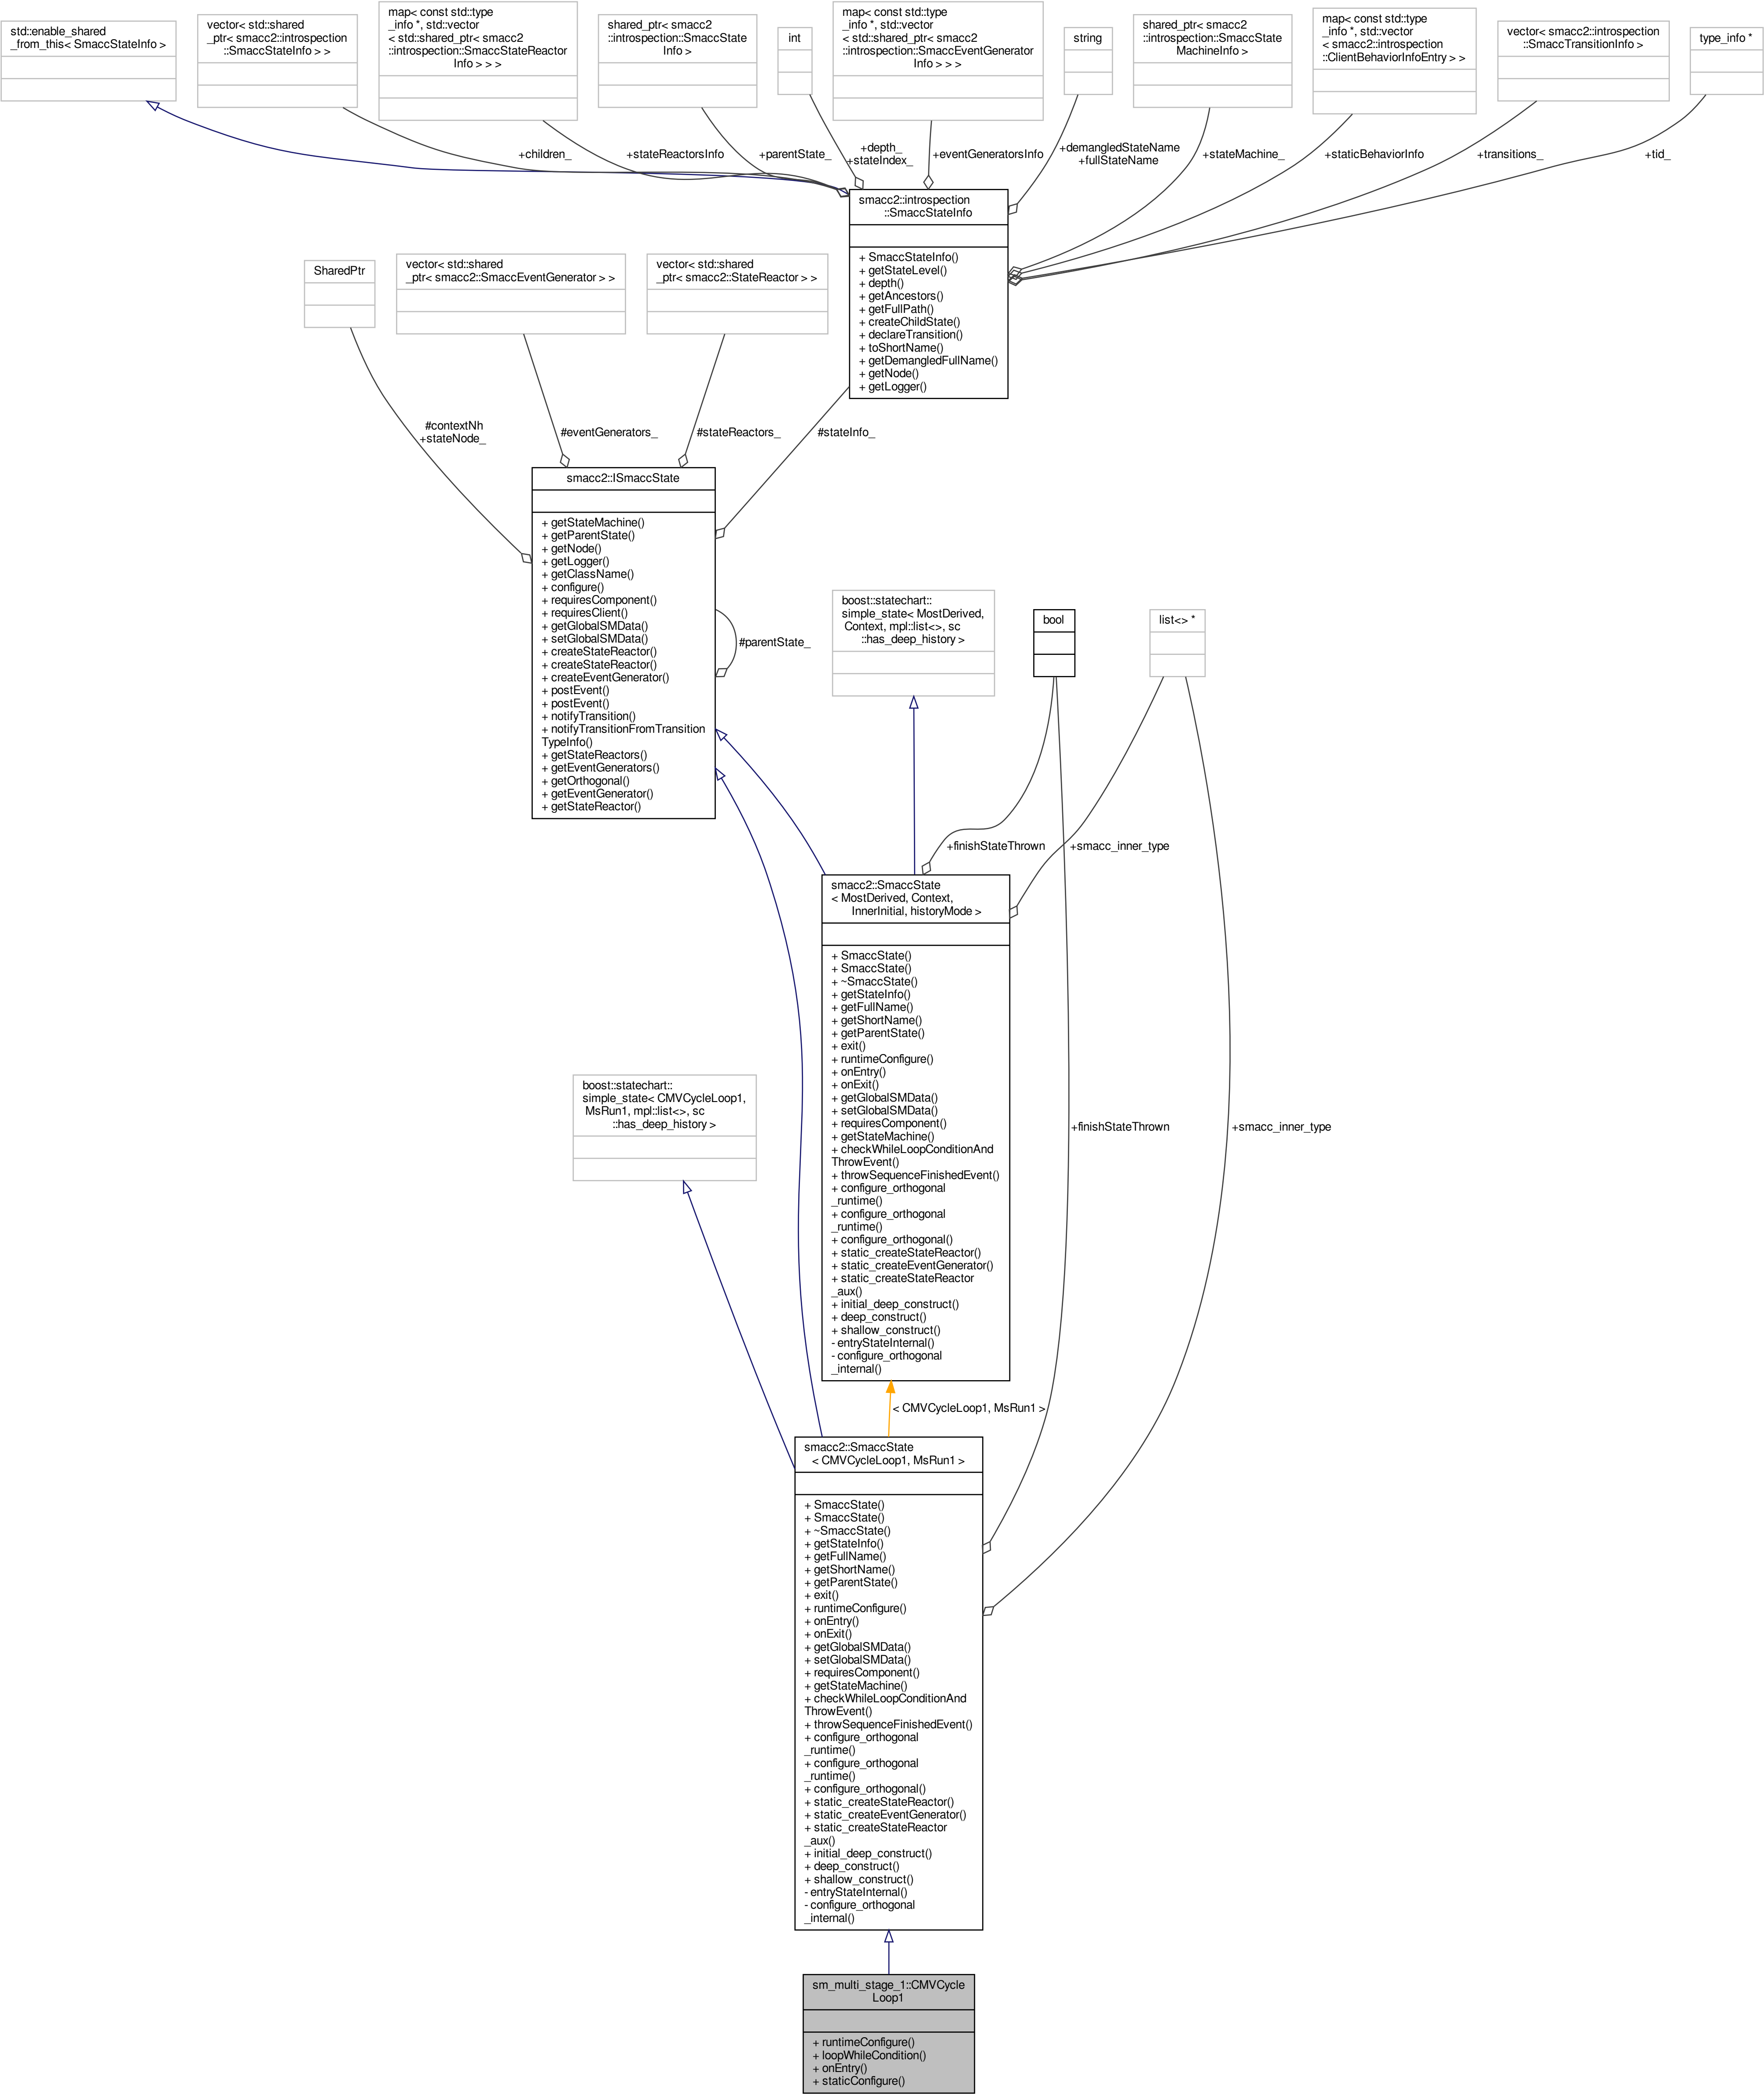 std::enable_shared
_from_this< SmaccStateInfo >
vector< std::shared
_ptr< smacc2::introspection
::SmaccStateInfo > >
map< const std::type
_info *, std::vector
< std::shared_ptr< smacc2
::introspection::SmaccStateReactor
Info > > >
shared_ptr< smacc2
::introspection::SmaccState
Info >
int
map< const std::type
_info *, std::vector
< std::shared_ptr< smacc2
::introspection::SmaccEventGenerator
Info > > >
string
shared_ptr< smacc2
::introspection::SmaccState
MachineInfo >
map< const std::type
_info *, std::vector
< smacc2::introspection
::ClientBehaviorInfoEntry > >
vector< smacc2::introspection
::SmaccTransitionInfo >
type_info *
+children_
+stateReactorsInfo
+parentState_
+depth_
+stateIndex_
+eventGeneratorsInfo
+demangledStateName
+fullStateName
+stateMachine_
+staticBehaviorInfo
+transitions_
+tid_
smacc2::introspection
::SmaccStateInfo
+ SmaccStateInfo()
+ getStateLevel()
+ depth()
+ getAncestors()
+ getFullPath()
+ createChildState()
+ declareTransition()
+ toShortName()
+ getDemangledFullName()
+ getNode()
+ getLogger()
SharedPtr
vector< std::shared
_ptr< smacc2::SmaccEventGenerator > >
vector< std::shared
_ptr< smacc2::StateReactor > >
#contextNh
+stateNode_
#eventGenerators_
#stateReactors_
#stateInfo_
smacc2::ISmaccState
+ getStateMachine()
+ getParentState()
+ getNode()
+ getLogger()
+ getClassName()
+ configure()
+ requiresComponent()
+ requiresClient()
+ getGlobalSMData()
+ setGlobalSMData()
+ createStateReactor()
+ createStateReactor()
+ createEventGenerator()
+ postEvent()
+ postEvent()
+ notifyTransition()
+ notifyTransitionFromTransition
TypeInfo()
+ getStateReactors()
+ getEventGenerators()
+ getOrthogonal()
+ getEventGenerator()
+ getStateReactor()
#parentState_
boost::statechart::
simple_state< MostDerived,
Context, mpl::list<>, sc
::has_deep_history >
bool
list<> *
+finishStateThrown
+smacc_inner_type
smacc2::SmaccState
< MostDerived, Context,
InnerInitial, historyMode >
+ SmaccState()
+ SmaccState()
+ ~SmaccState()
+ getStateInfo()
+ getFullName()
+ getShortName()
+ getParentState()
+ exit()
+ runtimeConfigure()
+ onEntry()
+ onExit()
+ getGlobalSMData()
+ setGlobalSMData()
+ requiresComponent()
+ getStateMachine()
+ checkWhileLoopConditionAnd
ThrowEvent()
+ throwSequenceFinishedEvent()
+ configure_orthogonal
_runtime()
+ configure_orthogonal
_runtime()
+ configure_orthogonal()
+ static_createStateReactor()
+ static_createEventGenerator()
+ static_createStateReactor
_aux()
+ initial_deep_construct()
+ deep_construct()
+ shallow_construct()
- entryStateInternal()
- configure_orthogonal
_internal()
boost::statechart::
simple_state< CMVCycleLoop1,
MsRun1, mpl::list<>, sc
::has_deep_history >
+finishStateThrown
+smacc_inner_type
< CMVCycleLoop1, MsRun1 >
smacc2::SmaccState
< CMVCycleLoop1, MsRun1 >
+ SmaccState()
+ SmaccState()
+ ~SmaccState()
+ getStateInfo()
+ getFullName()
+ getShortName()
+ getParentState()
+ exit()
+ runtimeConfigure()
+ onEntry()
+ onExit()
+ getGlobalSMData()
+ setGlobalSMData()
+ requiresComponent()
+ getStateMachine()
+ checkWhileLoopConditionAnd
ThrowEvent()
+ throwSequenceFinishedEvent()
+ configure_orthogonal
_runtime()
+ configure_orthogonal
_runtime()
+ configure_orthogonal()
+ static_createStateReactor()
+ static_createEventGenerator()
+ static_createStateReactor
_aux()
+ initial_deep_construct()
+ deep_construct()
+ shallow_construct()
- entryStateInternal()
- configure_orthogonal
_internal()
sm_multi_stage_1::CMVCycle
Loop1
+ runtimeConfigure()
+ loopWhileCondition()
+ onEntry()
+ staticConfigure()